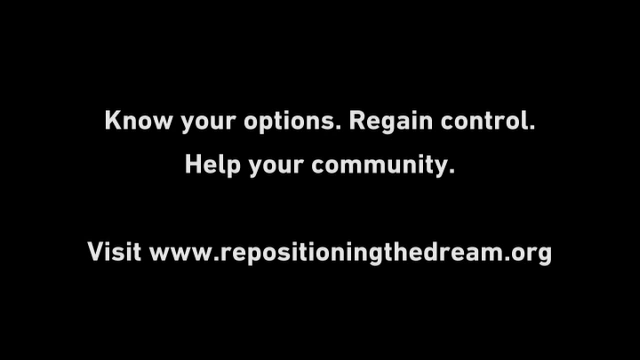 Know your options. Regain control.
Help your community.
Visit www.repositioningthedream.org